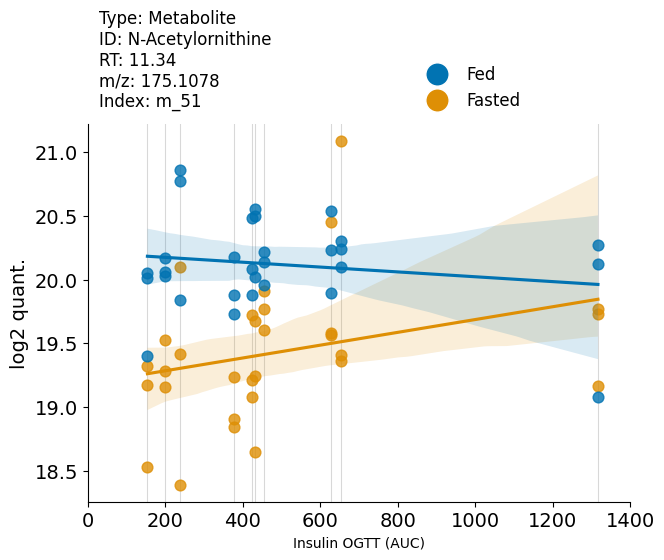 Type: Metabolite
ID: N-Acetylornithine
RT: 11.34
m/z: 175.1078
Index: m_51
Fed
Fasted
21.0
20.5
20.0
19.5
19.0
18.5
log2 quant.
0 200 400 600 800 1000 1200 1400
Insulin OGTT (AUC)